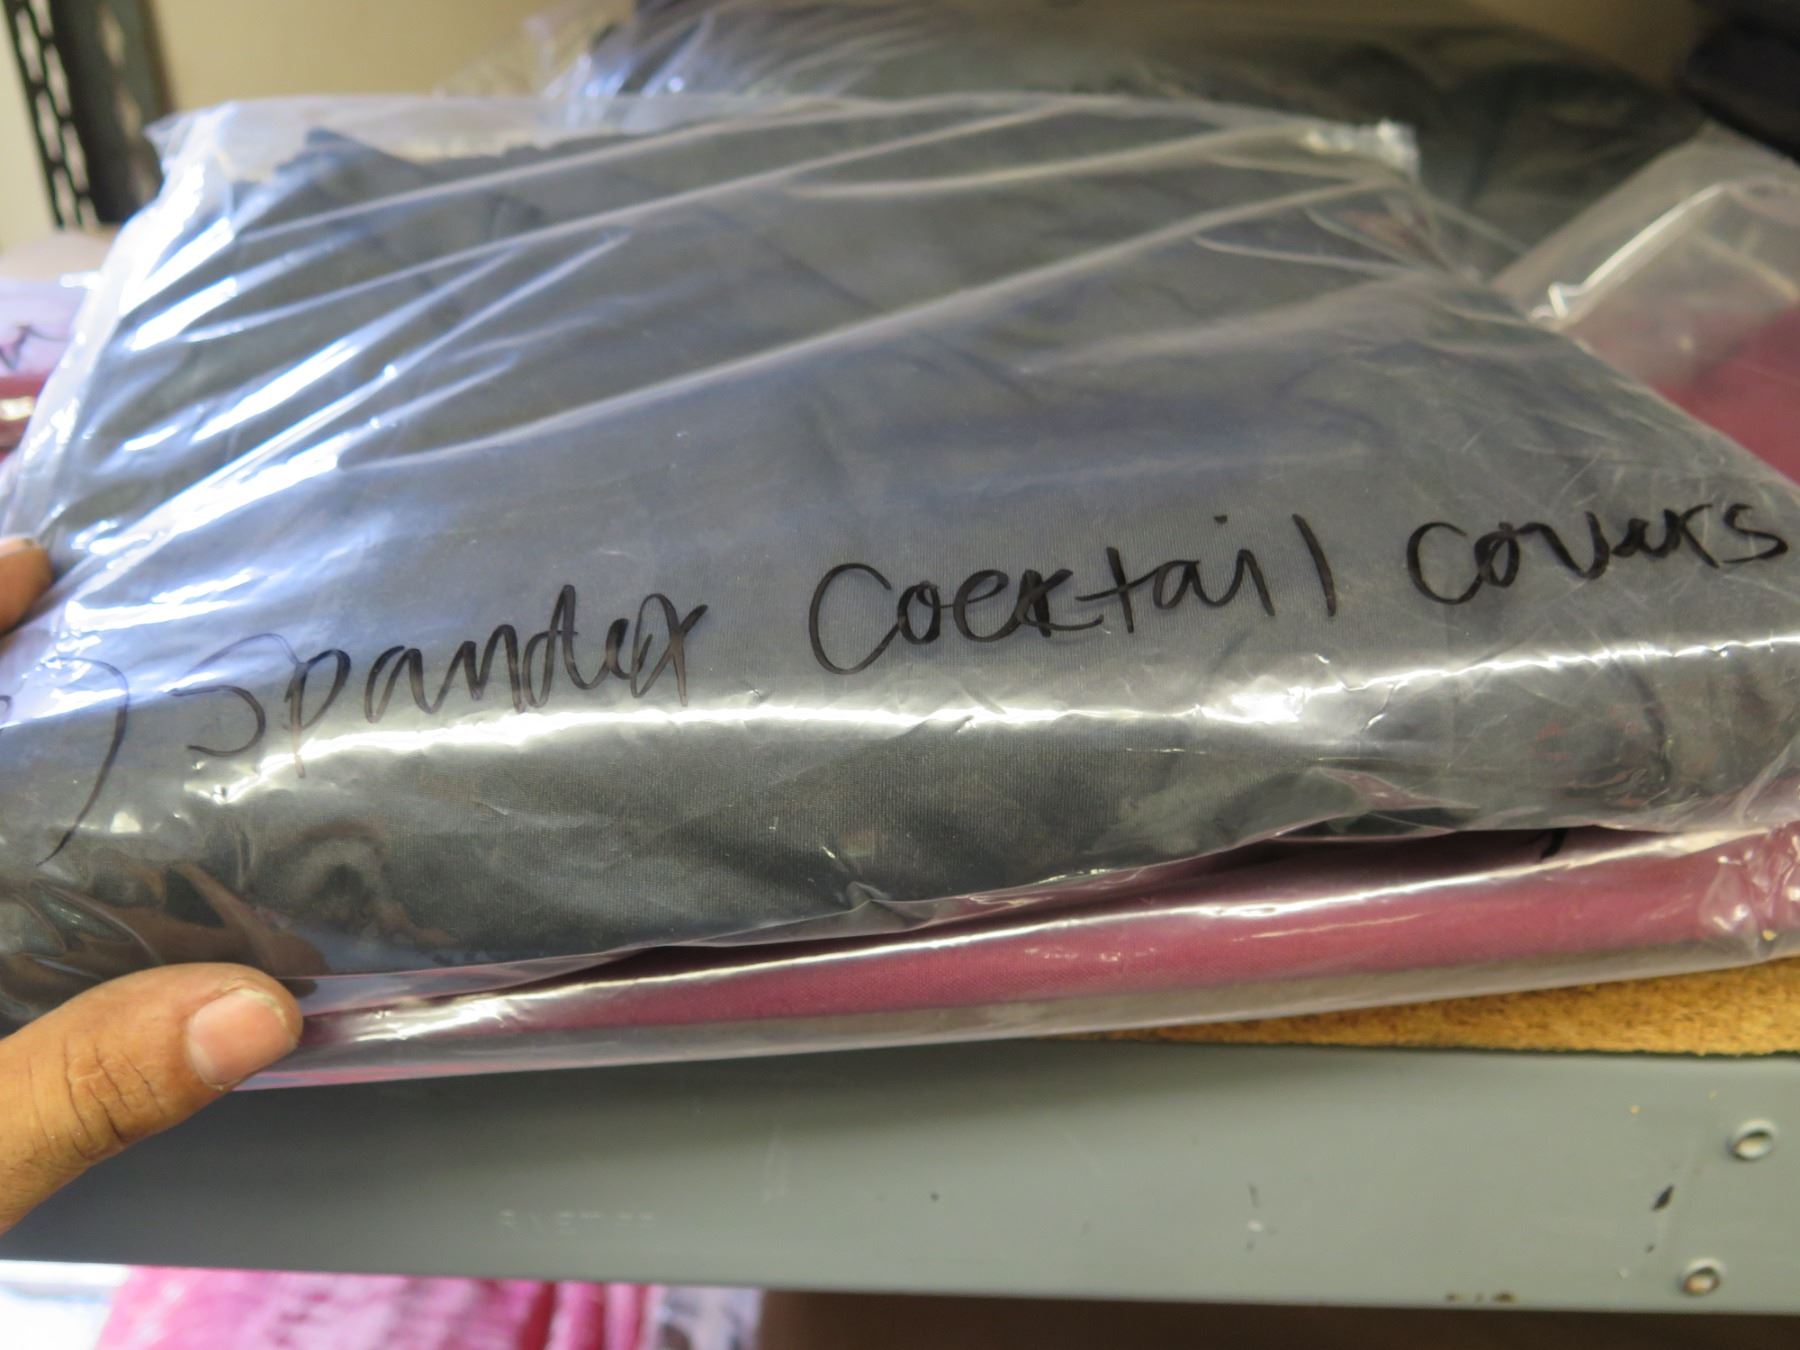 ) Spandex Cocktail Covers